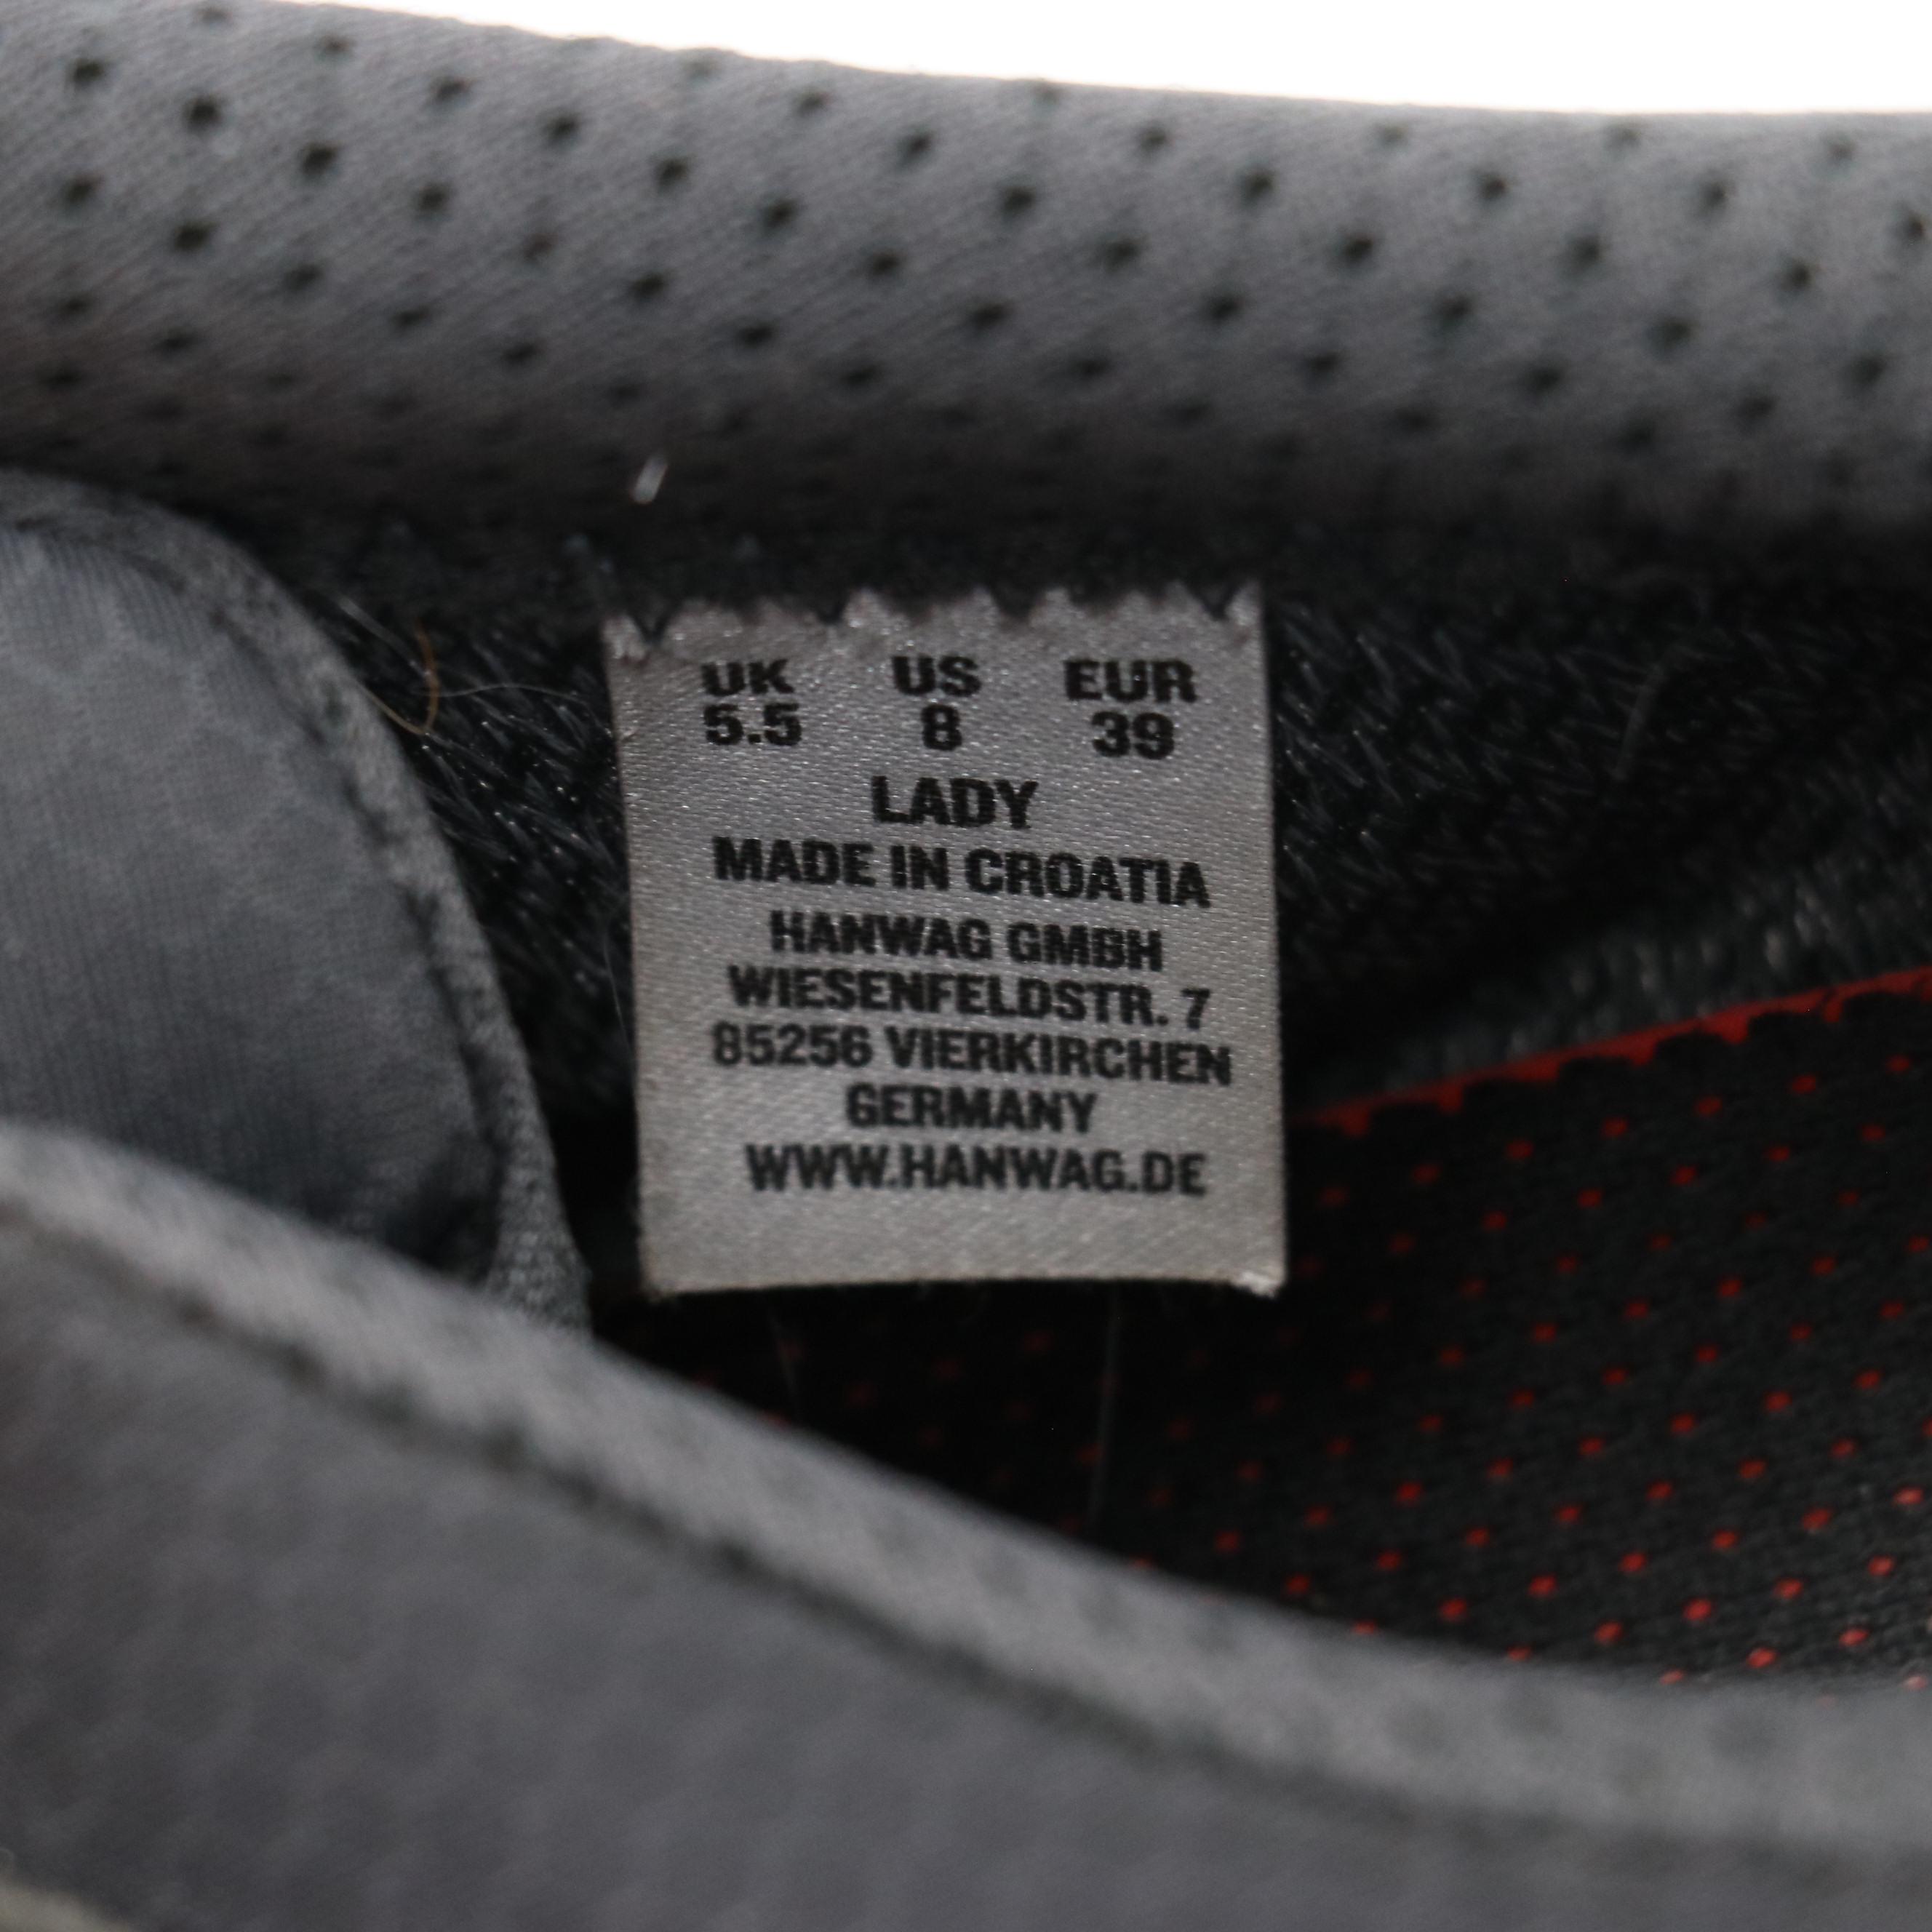 UK US EUR
5.5 8 39
LADY
MADE IN CROATIA
HANWAG GMBH
WIESENFELDSTR. 7
85256 VIERKIRCHEN
GERMANY
WWW.HANWAG.DE